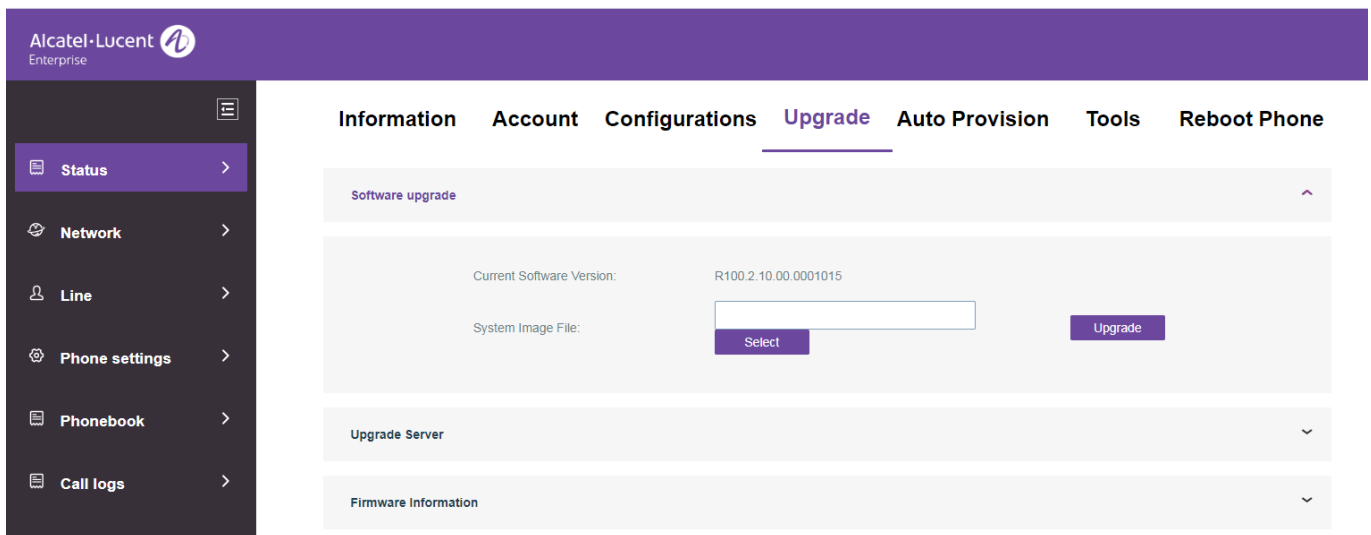 Alcatel·Lucent
Enterprise
Information Account Configurations Upgrade Auto Provision Tools Reboot Phone
Status
Network
Line
Phone settings
Phonebook
Call logs
Software upgrade
Current Software Version: R100.2.10.00.0001015
System Image File:
Select
Upgrade
Upgrade Server
Firmware Information